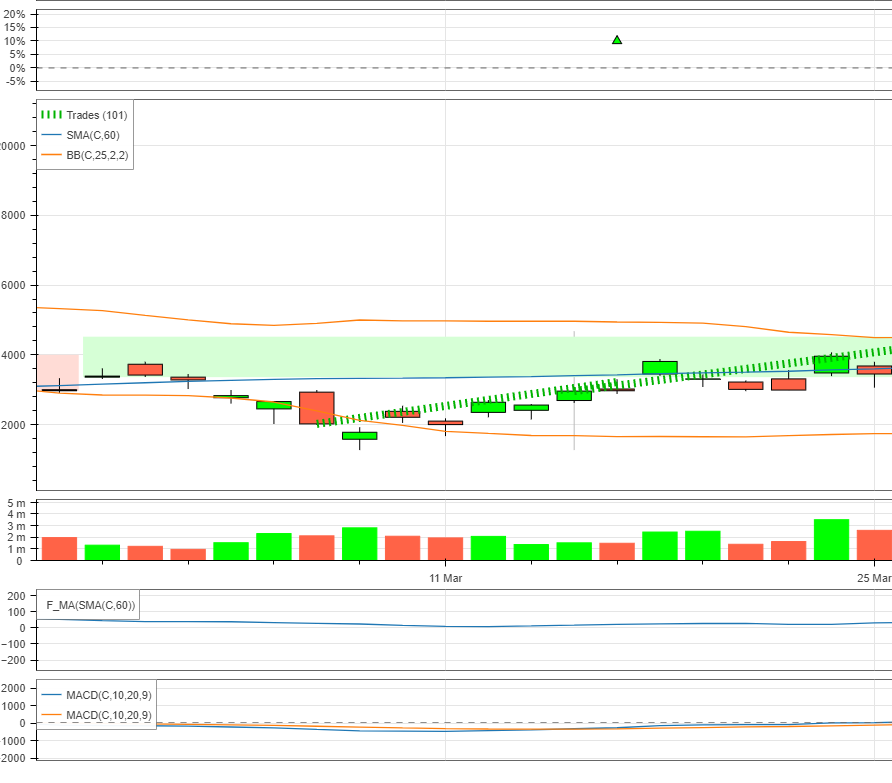 20%
15%
10%
5%
0%
-5%
Trades (101)
SMA(C,60)
BB(C,25,2,2)
0000
8000
6000
4000
2000
5 m
4 m
3 m
2 m
1 m
0
11 Mar
25 Mar
200
100
0
−100
−200
F_MA(SMA(C,60))
2000
1000
0
-1000
-2000
MACD(C,10,20,9)
MACD(C,10,20,9)